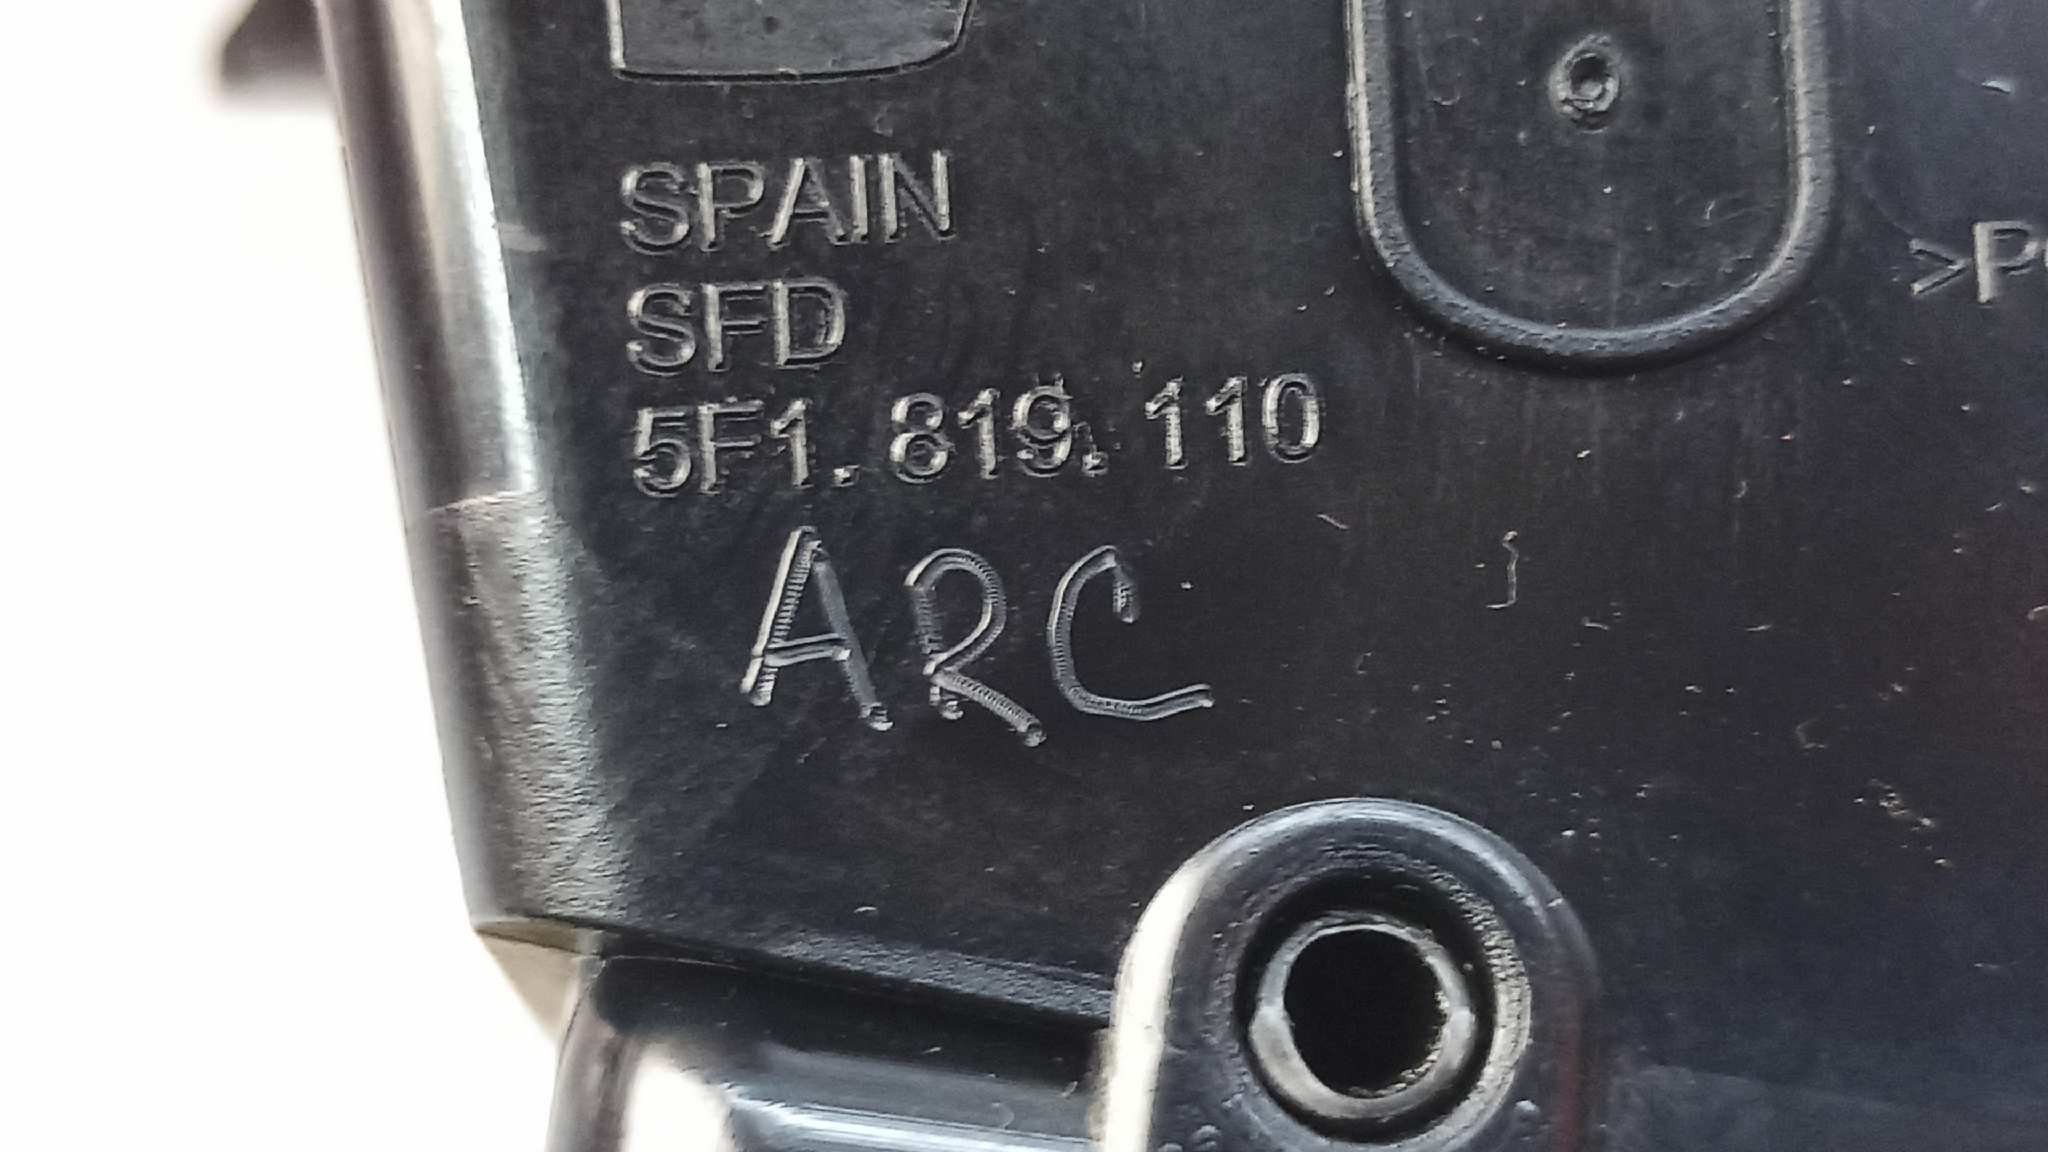 SPAIN
SFD
5F1. 819. 110
ARC
>P